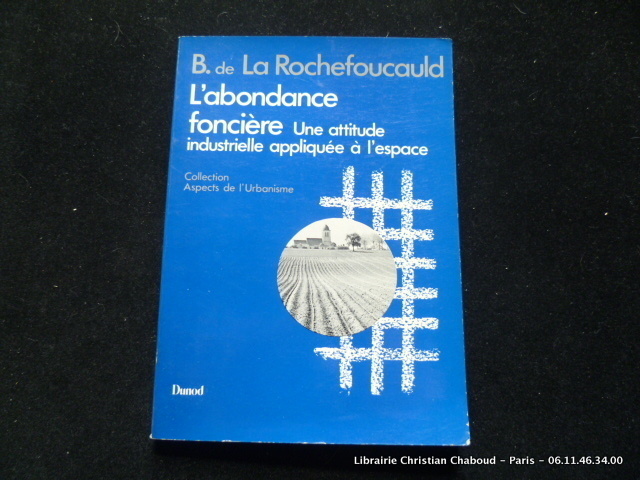 B. de La Rochefoucauld
L'abondance
foncière Une attitude
industrielle appliquée à l'espace
Collection
Aspects de l'Urbanisme
Dunod
Librairie Christian Chaboud - Paris - 06.11.46.34.00